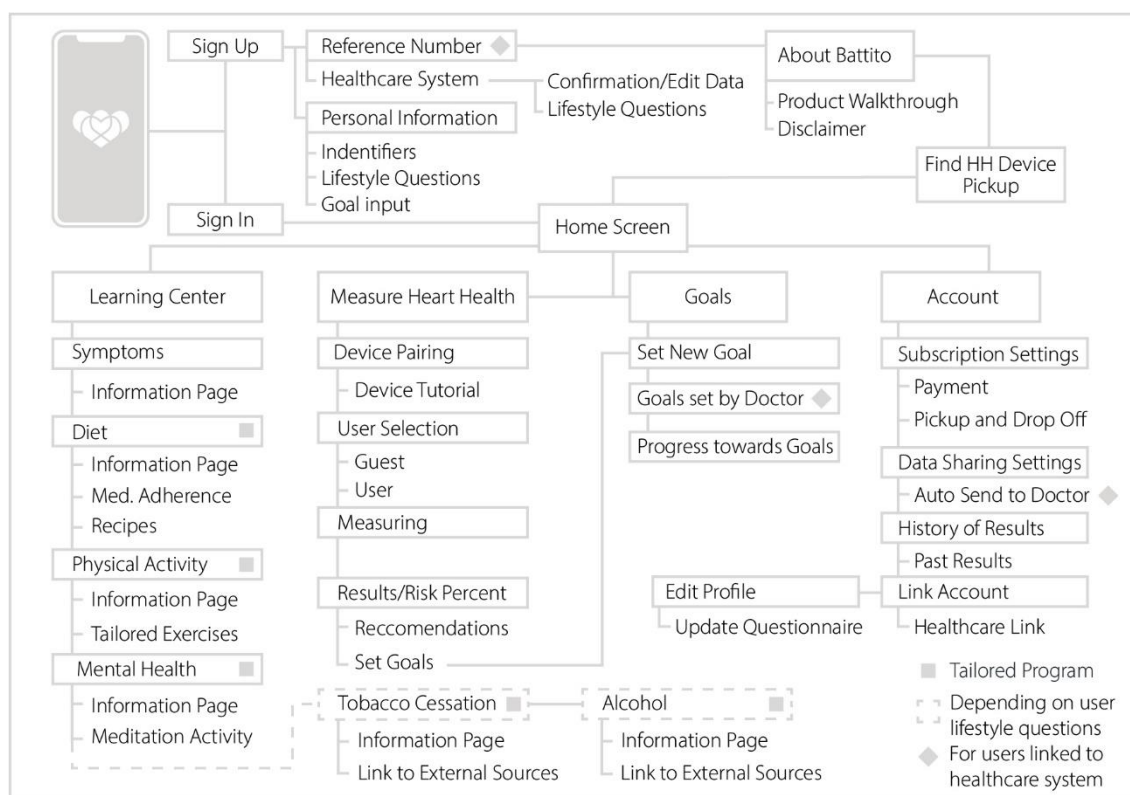 Sign Up
Reference Number
Healthcare System
Confirmation/Edit Data
Lifestyle Questions
Personal Information
Indentifiers
Lifestyle Questions
Goal input
Sign In
About Battito
Product Walkthrough
Disclaimer
Find HH Device
Pickup
Home Screen
Learning Center
Symptoms
Information Page
Diet
Information Page
Med. Adherence
Recipes
Physical Activity
Information Page
Tailored Exercises
Mental Health
Information Page
Meditation Activity
Measure Heart Health
Device Pairing
Device Tutorial
User Selection
Guest
User
Measuring
Results/Risk Percent
Reccomendations
Set Goals
Tobacco Cessation
Information Page
Link to External Sources
Alcohol
Information Page
Link to External Sources
Goals
Set New Goal
Goals set by Doctor
Progress towards Goals
Account
Subscription Settings
Payment
Pickup and Drop Off
Data Sharing Settings
Auto Send to Doctor
History of Results
Past Results
Link Account
Healthcare Link
Edit Profile
Update Questionnaire
Tailored Program
Depending on user
lifestyle questions
For users linked to
healthcare system